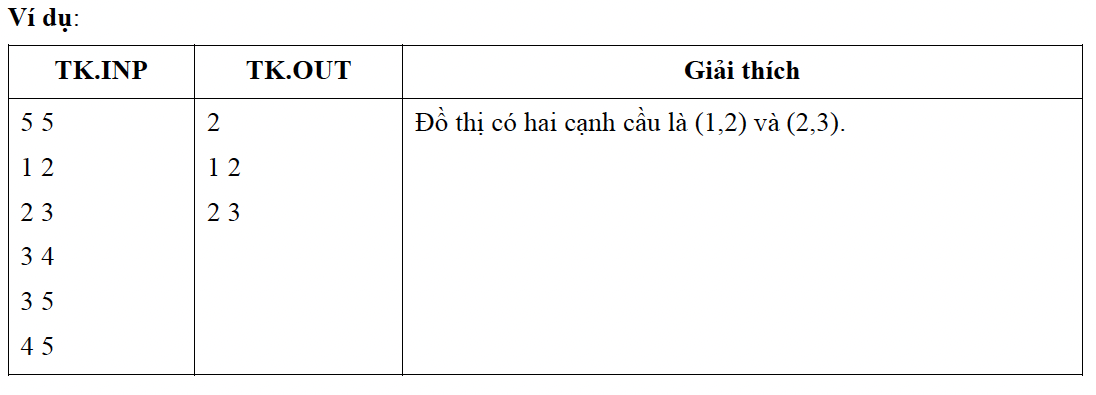 Ví dụ:
TK.INP TK.OUT Giải thích
5 5 2 Đồ thị có hai cạnh cầu là (1,2) và (2,3).
1 2 1 2
2 3 2 3
3 4
3 5
4 5